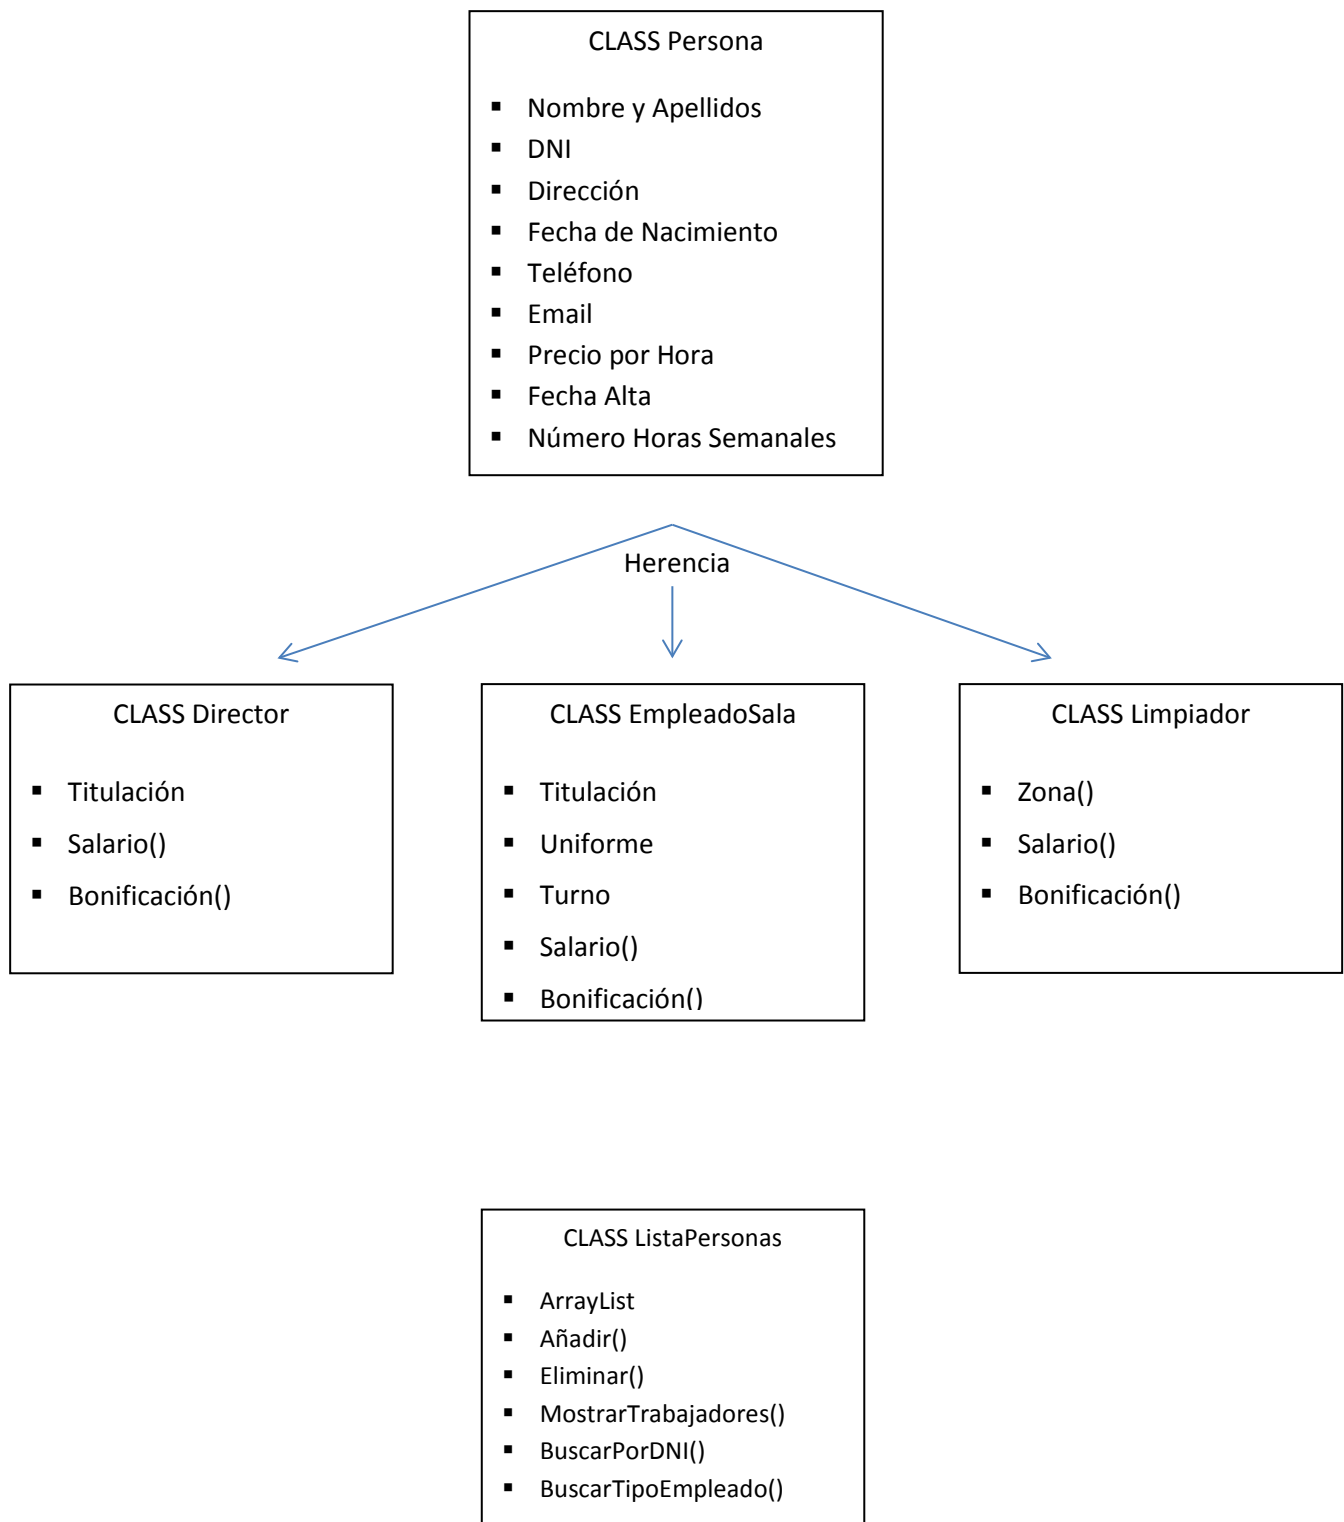 CLASS Persona
▪ Nombre y Apellidos
▪ DNI
▪ Dirección
▪ Fecha de Nacimiento
▪ Teléfono
▪ Email
▪ Precio por Hora
▪ Fecha Alta
▪ Número Horas Semanales
Herencia
CLASS Director
▪ Titulación
▪ Salario()
▪ Bonificación()
CLASS EmpleadoSala
▪ Titulación
▪ Uniforme
▪ Turno
▪ Salario()
▪ Bonificación()
CLASS Limpiador
▪ Zona()
▪ Salario()
▪ Bonificación()
CLASS ListaPersonas
▪ ArrayList
▪ Añadir()
▪ Eliminar()
▪ MostrarTrabajadores()
▪ BuscarPorDNI()
▪ BuscarTipoEmpleado()